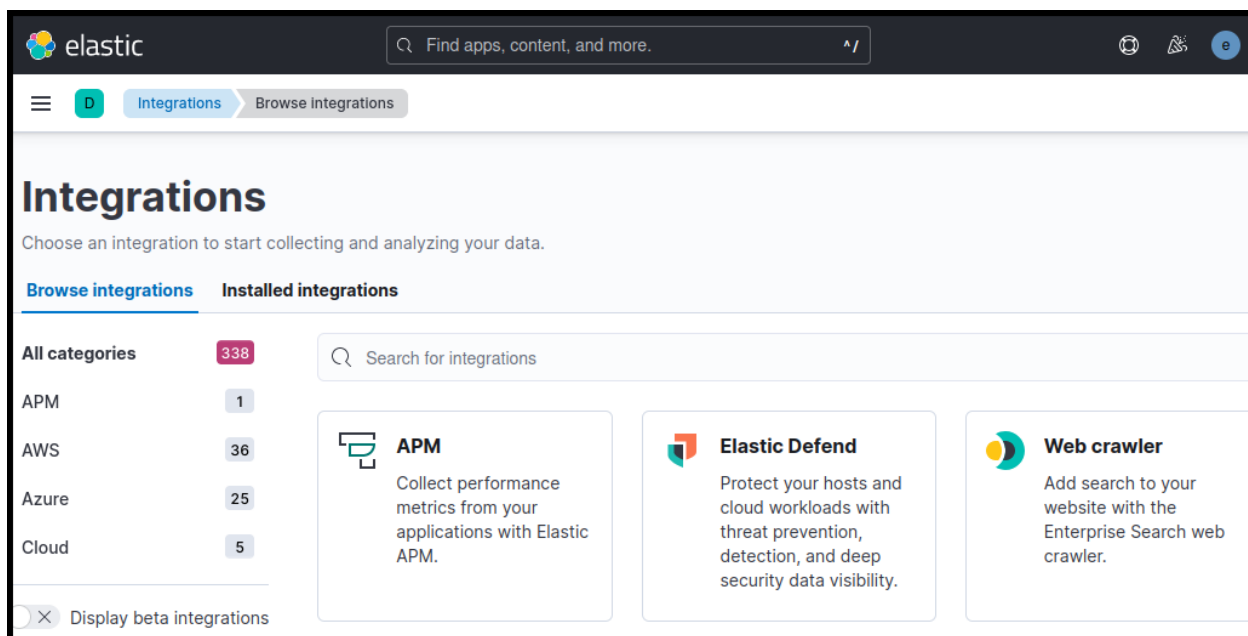 elastic
Find apps, content, and more.
^/
e
D
Integrations
Browse integrations
Integrations
Choose an integration to start collecting and analyzing your data.
Browse integrations
Installed integrations
All categories 338
APM 1
AWS 36
Azure 25
Cloud 5
Display beta integrations
Search for integrations
APM
Collect performance
metrics from your
applications with Elastic
APM.
Elastic Defend
Protect your hosts and
cloud workloads with
threat prevention,
detection, and deep
security data visibility.
Web crawler
Add search to your
website with the
Enterprise Search web
crawler.